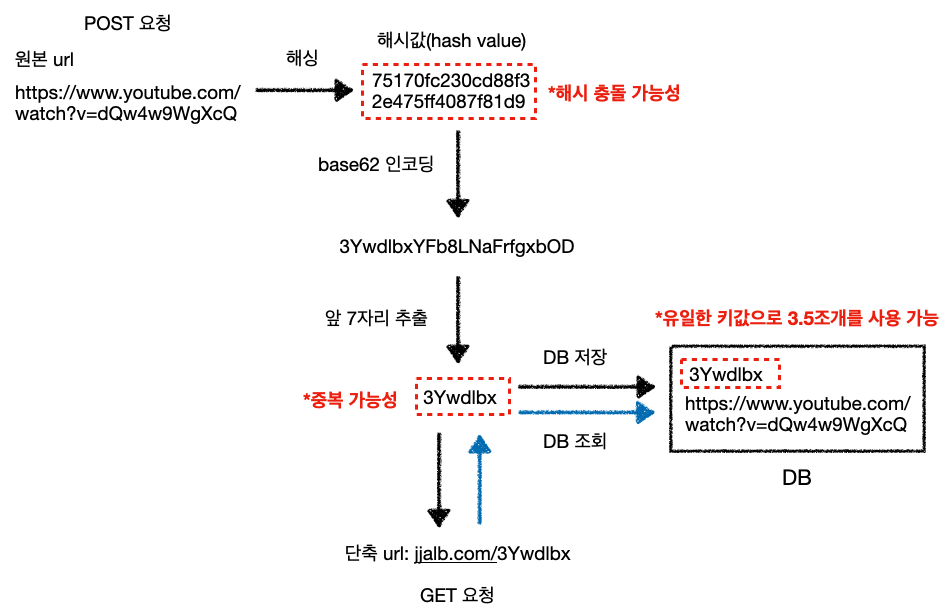 POST 요청
원본 url
https://www.youtube.com/
watch?v=dQw4w9WgXcQ
해싱
해시값(hash value)
75170fc230cd88f3
2e475ff4087f81d9
*해시 충돌 가능성
base62 인코딩
3YwdlbxYFb8LNaFrfgxbOD
앞 7자리 추출
*중복 가능성
3Ywdlbx
DB 저장
DB 조회
*유일한 키값으로 3.5조개를 사용 가능
3Ywdlbx
https://www.youtube.com/
watch?v=dQw4w9WgXcQ
DB
단축 url: jjalb.com/3Ywdlbx
GET 요청